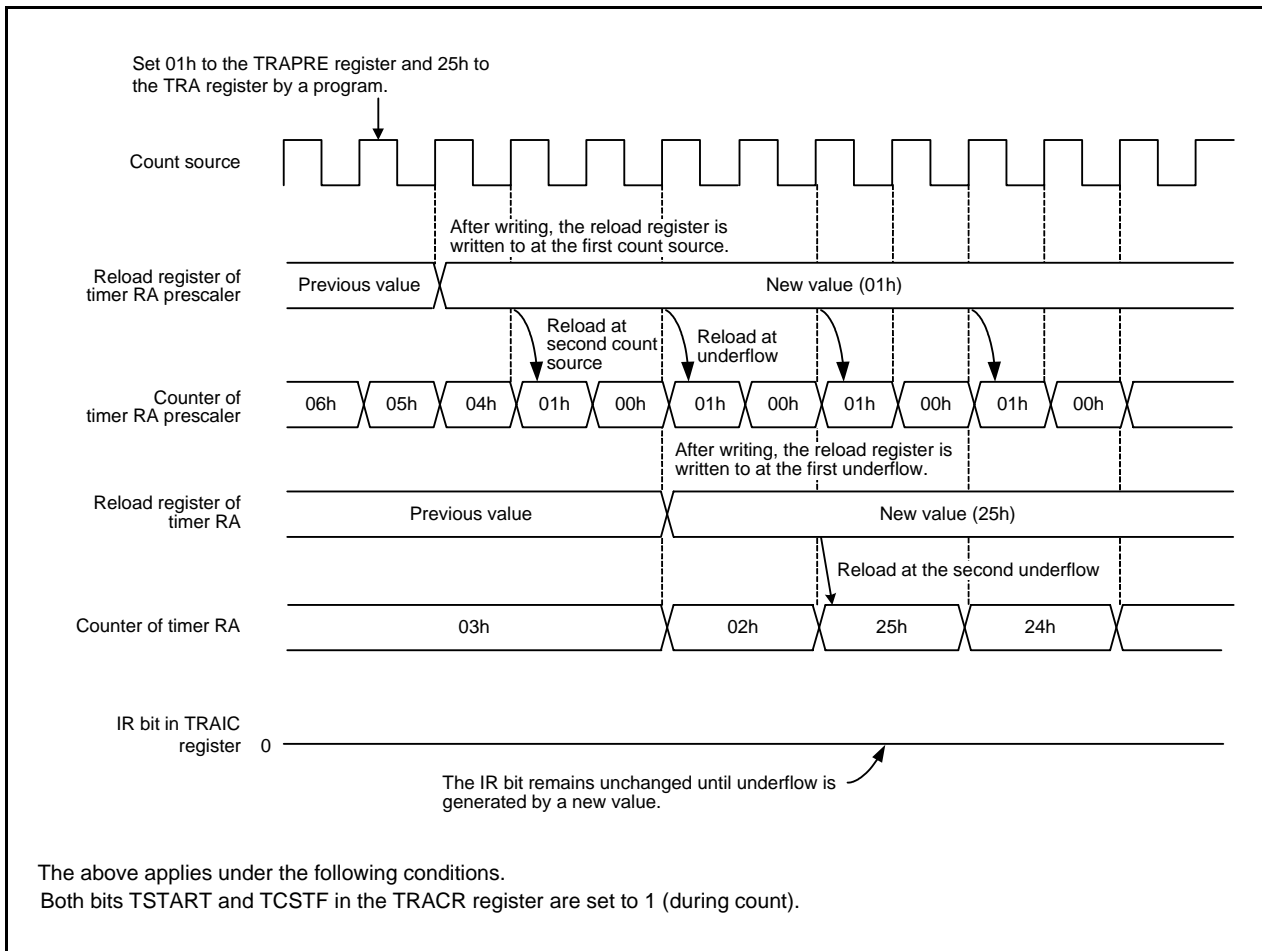 Set 01h to the TRAPRE register and 25h to
the TRA register by a program.
Count source
After writing, the reload register is
written to at the first count source.
Reload register of
timer RA prescaler
Previous value
New value (01h)
Reload at
second count
source
Reload at
underflow
Counter of
timer RA prescaler
06h 05h 04h 01h 00h 01h 00h 01h 00h 01h 00h
After writing, the reload register is
written to at the first underflow.
Reload register of
timer RA
Previous value
New value (25h)
Reload at the second underflow
Counter of timer RA
03h 02h 25h 24h
IR bit in TRAIC
register
0
The IR bit remains unchanged until underflow is
generated by a new value.
The above applies under the following conditions.
Both bits TSTART and TCSTF in the TRACR register are set to 1 (during count).